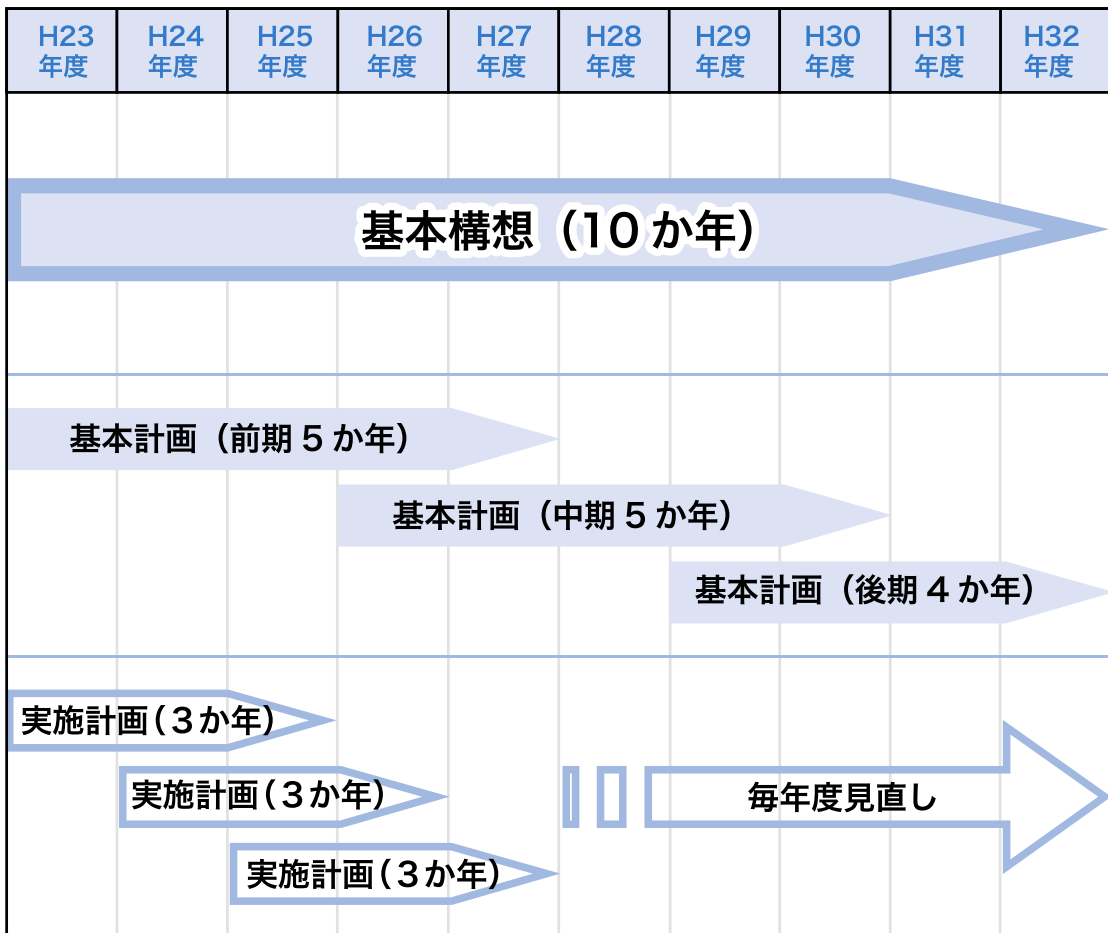 H23 H24 H25 H26 H27 H28 H29 H30 H31 H32
年度 年度 年度 年度 年度 年度 年度 年度 年度 年度
基本構想（10か年）
基本計画（前期5か年）
基本計画（中期5か年）
基本計画（後期4か年）
実施計画（3か年）
実施計画（3か年）
毎年度見直し
実施計画（3か年）